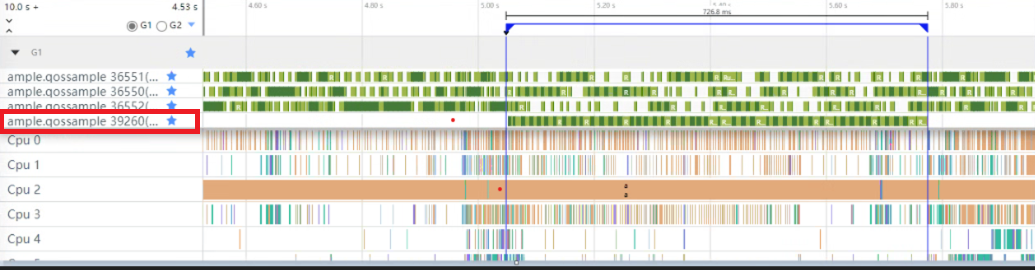 10.0 s + 4.53 s
4.60 s 4.80 s 5.00 s 5.20 s 5.40 s 5.60 s 5.80 s
726.8 ms
G1 G2
G1
ample.qossample 36551(...
ample.qossample 36550(...
ample.qossample 36552(...
ample.qossample 39260(...
Cpu 0
Cpu 1
Cpu 2
Cpu 3
Cpu 4